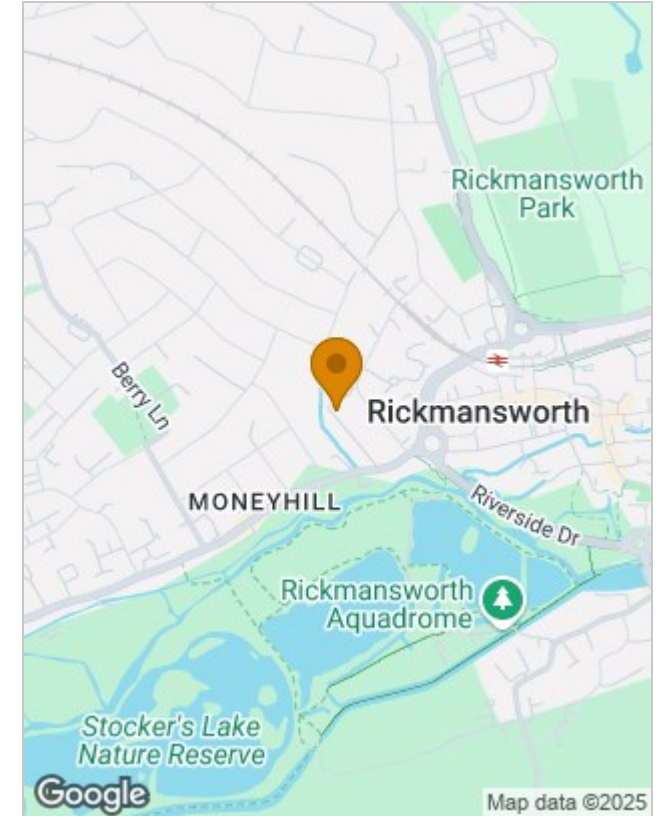 Rickmansworth
Park
Berry Ln
Rickmansworth
MONEYHILL
Riverside Dr
Rickmansworth
Aquadrome
Stocker's Lake
Nature Reserve
Google
Map data ©2025